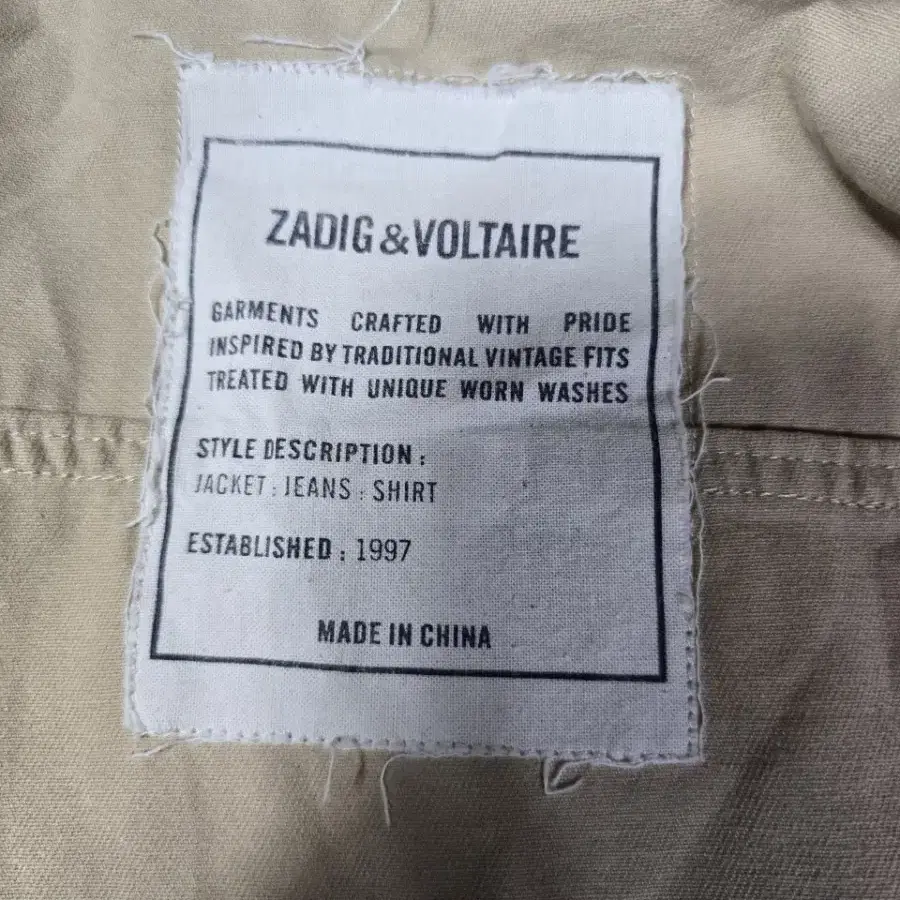 ZADIG & VOLTAIRE
GARMENTS CRAFTED WITH PRIDE
INSPIRED BY TRADITIONAL VINTAGE FITS
TREATED WITH UNIQUE WORN WASHES
STYLE DESCRIPTION :
JACKET : JEANS : SHIRT
ESTABLISHED : 1997
MADE IN CHINA